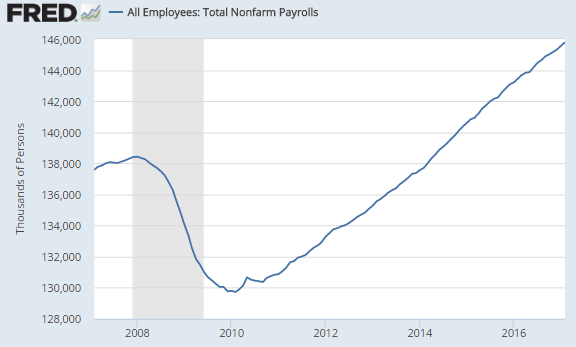 FRED
All Employees: Total Nonfarm Payrolls
146,000
144,000
142,000
140,000
138,000
136,000
134,000
132,000
130,000
128,000
Thousands of Persons
2008 2010 2012 2014 2016